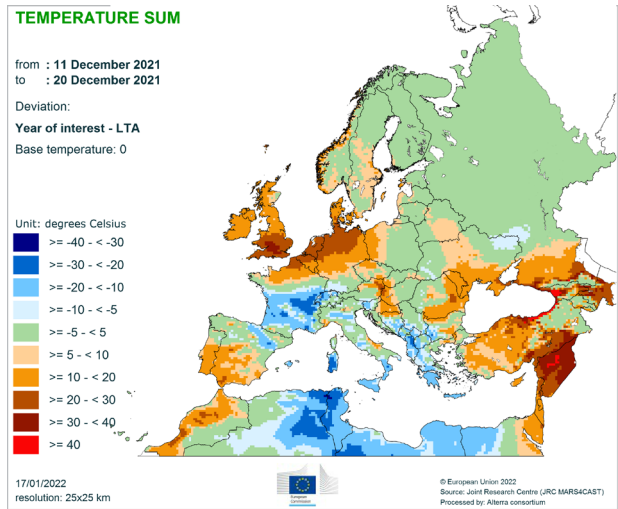 TEMPERATURE SUM
from : 11 December 2021
to : 20 December 2021
Deviation:
Year of interest - LTA
Base temperature: 0
Unit: degrees Celsius
>= -40 - < -30
>= -30 - < -20
>= -20 - < -10
>= -10 - < -5
>= -5 - < 5
>= 5 - < 10
>= 10 - < 20
>= 20 - < 30
>= 30 - < 40
>= 40
17/01/2022
resolution: 25x25 km
European
Commission
© European Union 2022
Source: Joint Research Centre (JRC MARS4CAST)
Processed by: Alterra consortium